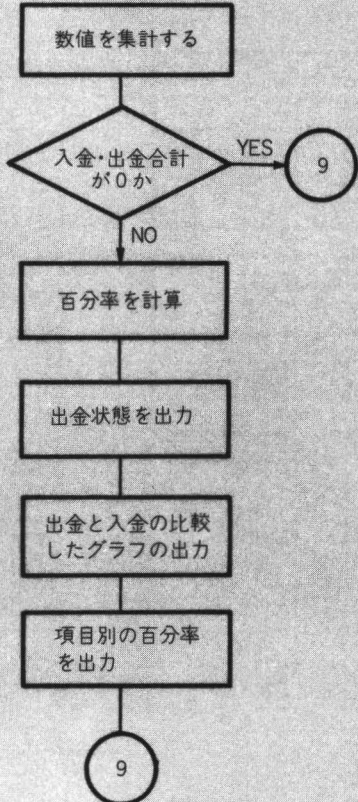 数値を集計する
入金・出金合計
が0か
YES
9
NO
百分率を計算
出金状態を出力
出金と入金の比較
したグラフの出力
項目別の百分率
を出力
9